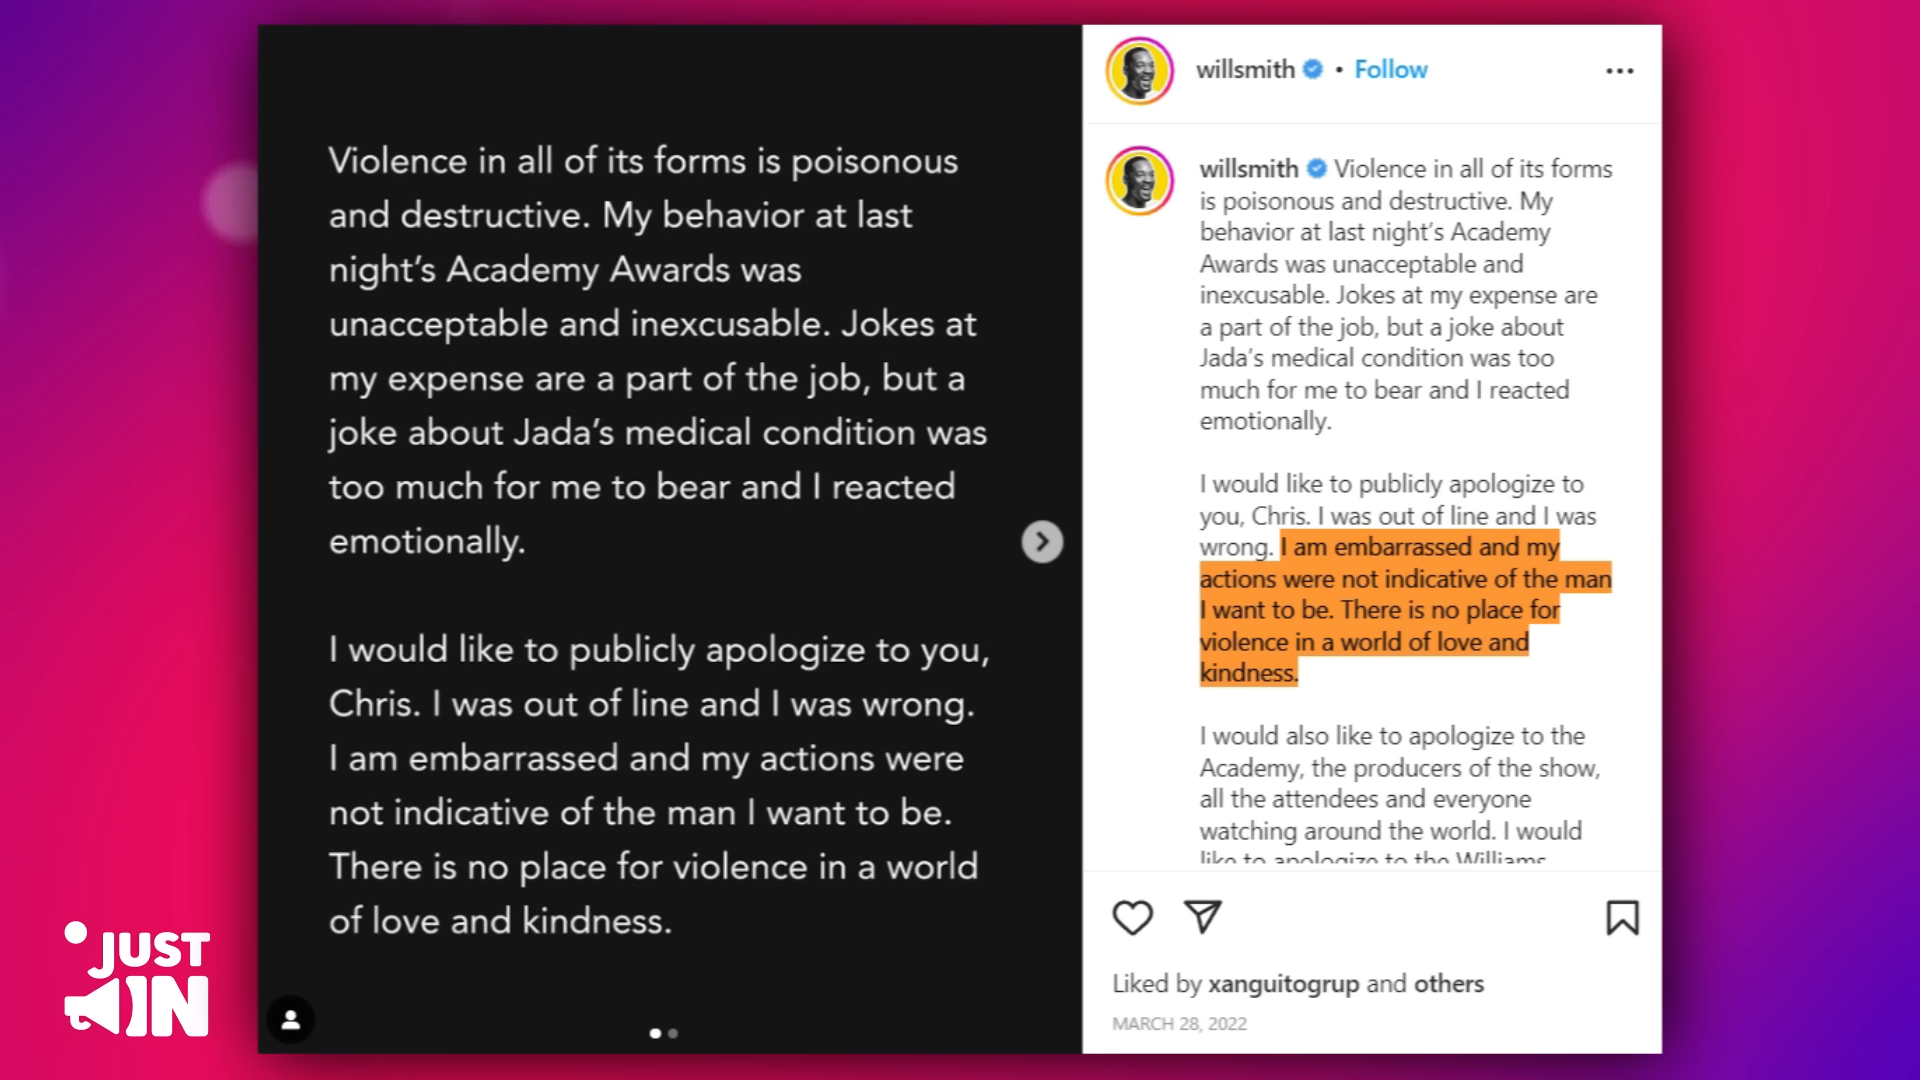 Violence in all of its forms is poisonous
and destructive. My behavior at last
night's Academy Awards was
unacceptable and inexcusable. Jokes at
my expense are a part of the job, but a
joke about Jada's medical condition was
too much for me to bear and I reacted
emotionally.
I would like to publicly apologize to you,
Chris. I was out of line and I was wrong.
I am embarrassed and my actions were
not indicative of the man I want to be.
There is no place for violence in a world
of love and kindness.
willsmith • Follow
willsmith Violence in all of its forms
is poisonous and destructive. My
behavior at last night's Academy
Awards was unacceptable and
inexcusable. Jokes at my expense are
a part of the job, but a joke about
Jada's medical condition was too
much for me to bear and I reacted
emotionally.
I would like to publicly apologize to
you, Chris. I was out of line and I was
wrong. I am embarrassed and my
actions were not indicative of the man
I want to be. There is no place for
violence in a world of love and
kindness.
I would also like to apologize to the
Academy, the producers of the show,
all the attendees and everyone
watching around the world. I would
like to apologize to the Williams
Liked by xanguitogrup and others
MARCH 28, 2022
JUST
IN